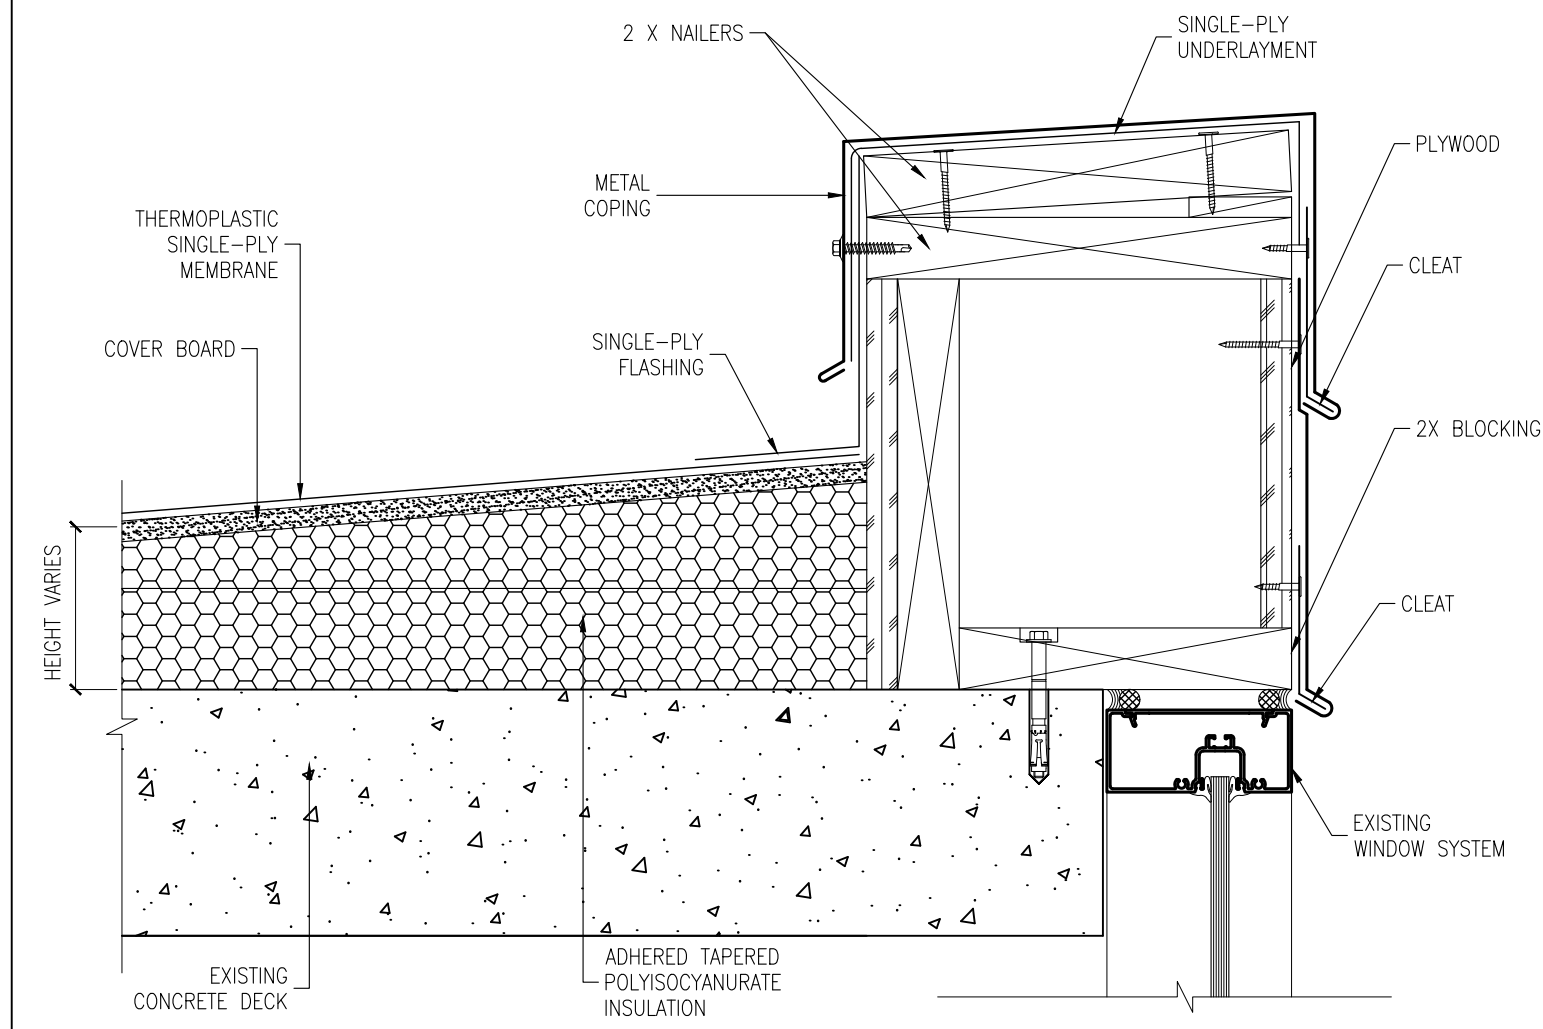 2 X NAILERS
SINGLE-PLY
UNDERLAYMENT
PLYWOOD
METAL
COPING
THERMOPLASTIC
SINGLE-PLY
MEMBRANE
CLEAT
COVER BOARD
SINGLE-PLY
FLASHING
2X BLOCKING
HEIGHT VARIES
CLEAT
EXISTING
WINDOW SYSTEM
EXISTING
CONCRETE DECK
ADHERED TAPERED
POLYISOCYANURATE
INSULATION